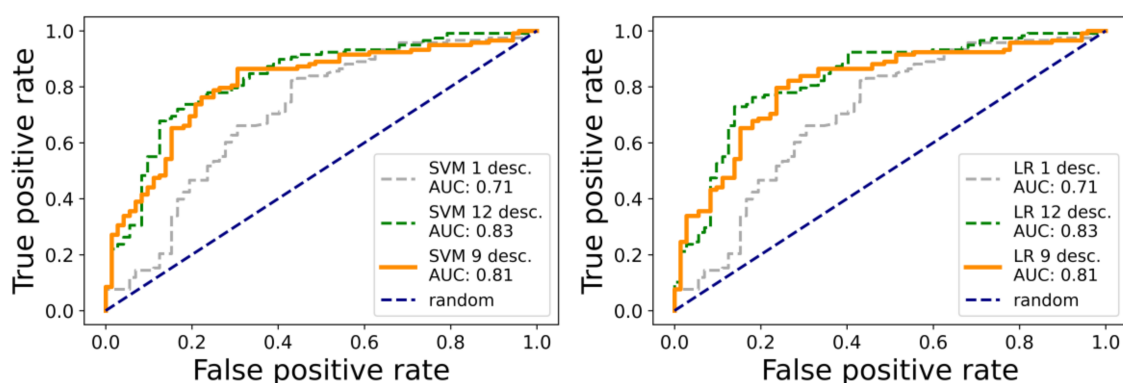 True positive rate
1.0
0.8
0.6
0.4
0.2
0.0
SVM 1 desc.
AUC: 0.71
SVM 12 desc.
AUC: 0.83
SVM 9 desc.
AUC: 0.81
random
0.0 0.2 0.4 0.6 0.8 1.0
False positive rate
True positive rate
1.0
0.8
0.6
0.4
0.2
0.0
LR 1 desc.
AUC: 0.71
LR 12 desc.
AUC: 0.83
LR 9 desc.
AUC: 0.81
random
0.0 0.2 0.4 0.6 0.8 1.0
False positive rate